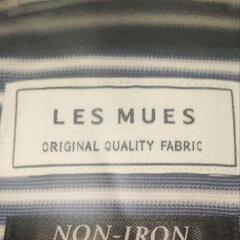 LES MUES
ORIGINAL QUALITY FABRIC
NON-IRON